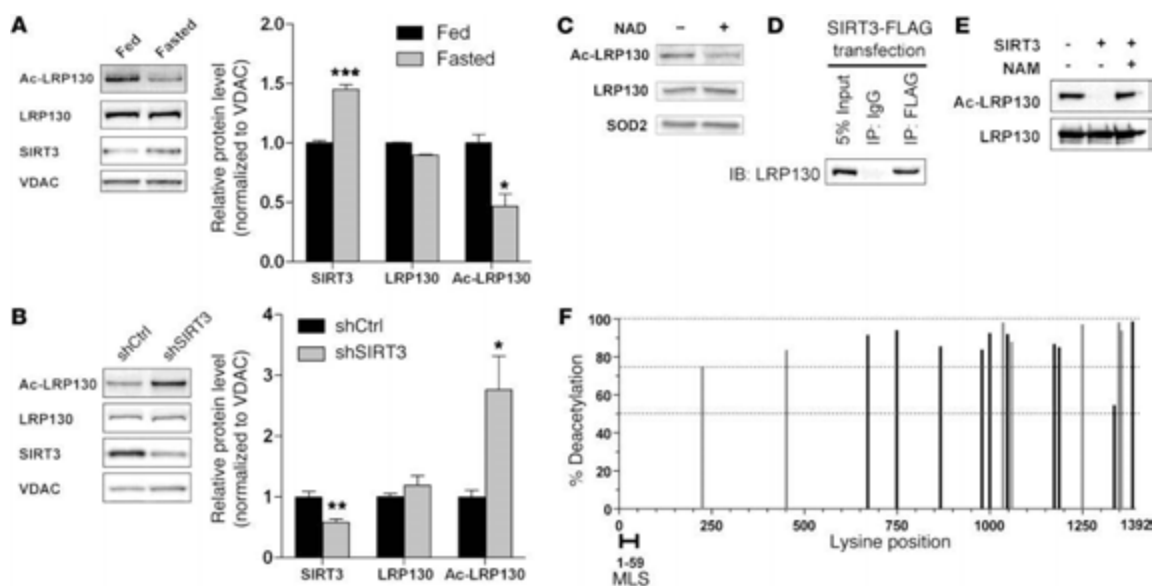 A
Fed
Fasted
Ac-LRP130
LRP130
SIRT3
VDAC
Relative protein level
(normalized to VDAC)
2.0
1.5
1.0
0.5
0.0
Fed
Fasted
***
*
SIRT3
LRP130
Ac-LRP130
B
shCtrl
shSIRT3
Ac-LRP130
LRP130
SIRT3
VDAC
Relative protein level
(normalized to VDAC)
4
3
2
1
0
shCtrl
shSIRT3
**
*
SIRT3
LRP130
Ac-LRP130
C
NAD - +
Ac-LRP130
LRP130
SOD2
D
SIRT3-FLAG
transfection
5% Input
IP: IgG
IP: FLAG
IB: LRP130
E
SIRT3 - + +
NAM - - +
Ac-LRP130
LRP130
F
% Deacetylation
100
80
60
40
20
0
0 250 500 750 1000 1250 1392
Lysine position
1-59
MLS